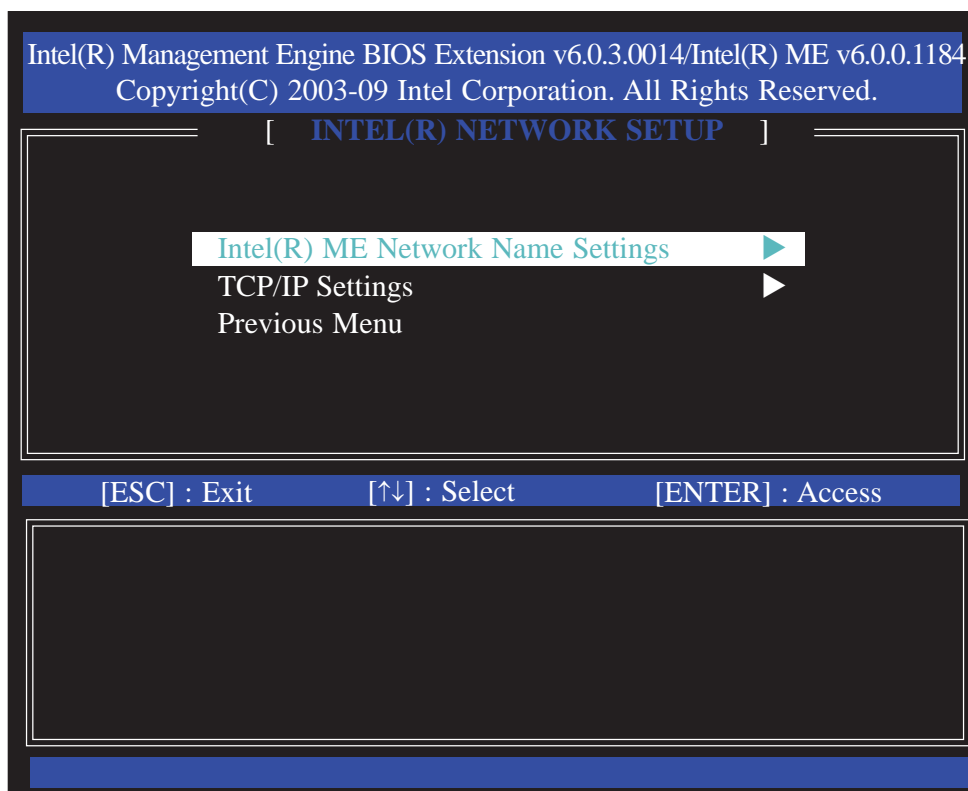 Intel(R) Management Engine BIOS Extension v6.0.3.0014/Intel(R) ME v6.0.0.1184
Copyright(C) 2003-09 Intel Corporation. All Rights Reserved.
[ INTEL(R) NETWORK SETUP ]
Intel(R) ME Network Name Settings ▶
TCP/IP Settings ▶
Previous Menu
[ESC] : Exit [↑↓] : Select [ENTER] : Access